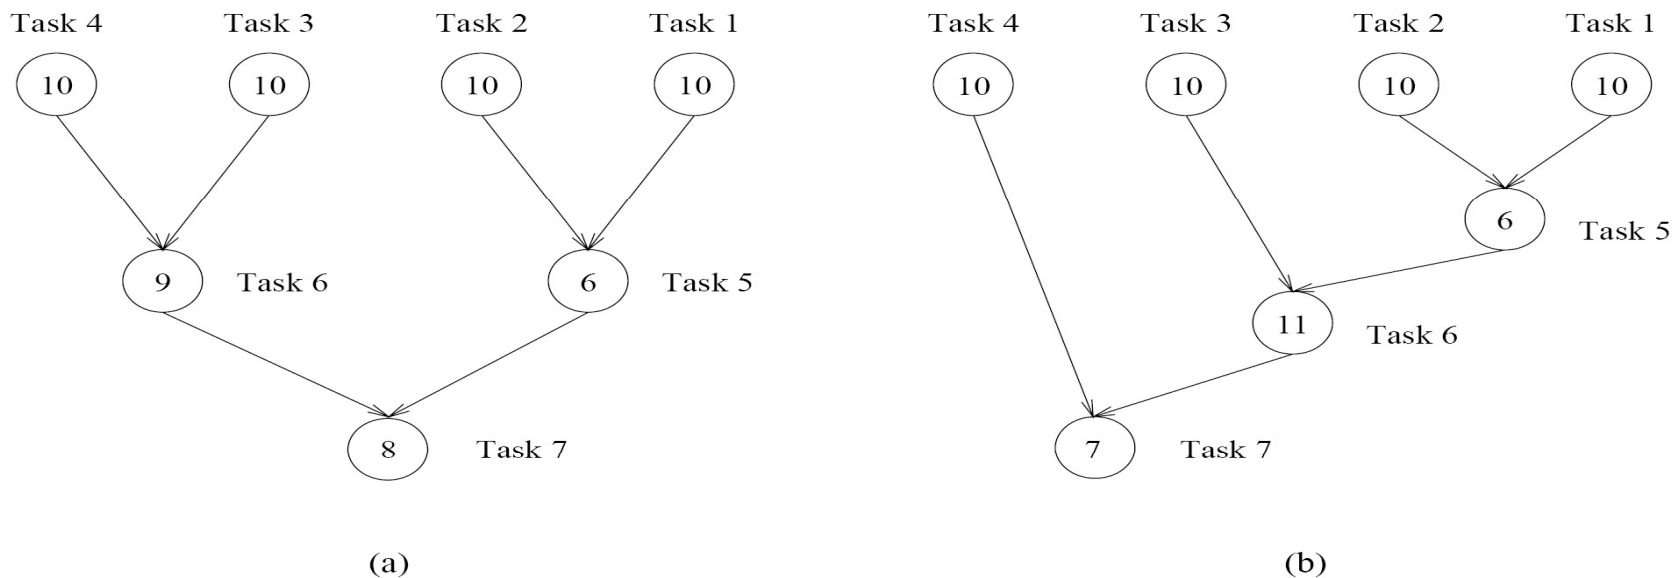 Task 4 Task 3 Task 2 Task 1
10 10 10 10
9 Task 6 6 Task 5
8 Task 7
(a)
Task 4 Task 3 Task 2 Task 1
10 10 10 10
6 Task 5
11 Task 6
7 Task 7
(b)